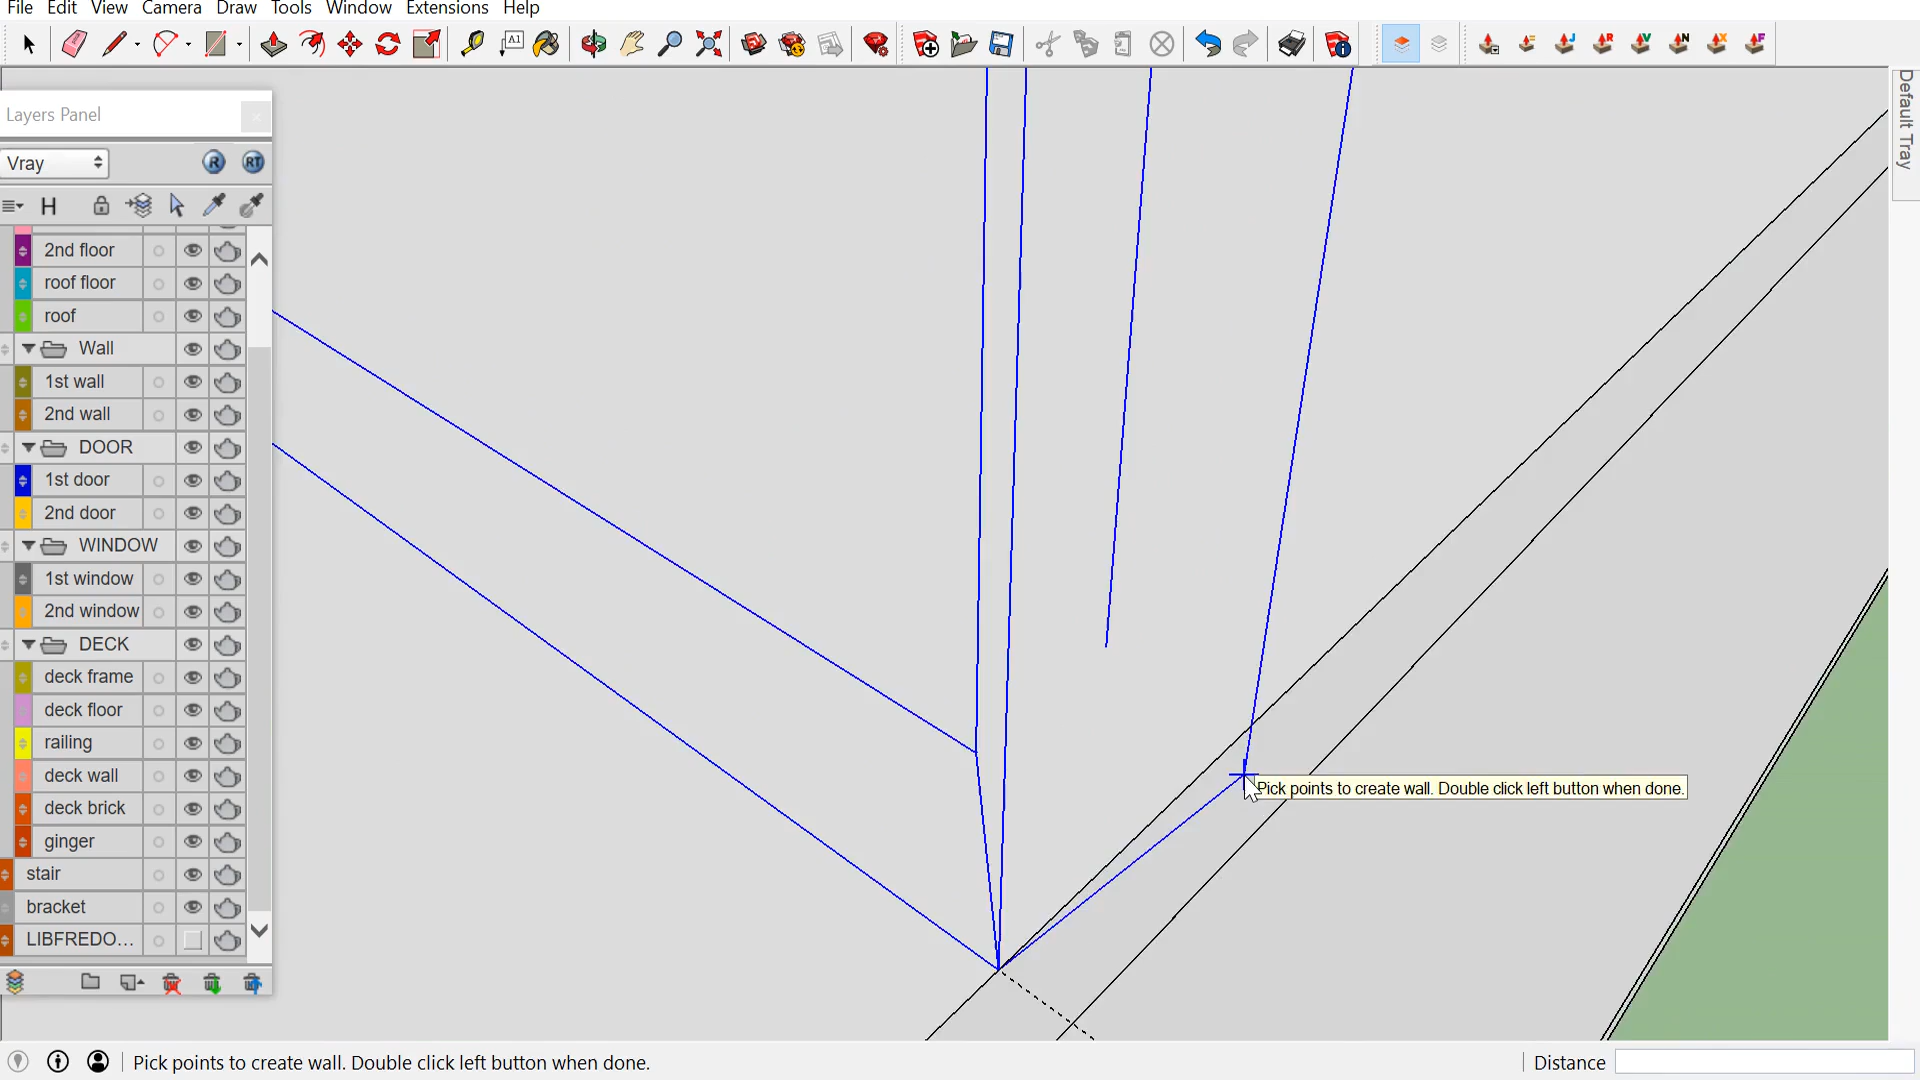 File Edit View Camera Draw Tools Window Extensions Help
A1
J R V N X F
Layers Panel
Default Tray
Vray
R RT
H
2nd floor
roof floor
roof
Wall
1st wall
2nd wall
DOOR
1st door
2nd door
WINDOW
1st window
2nd window
DECK
deck frame
deck floor
railing
deck wall
Pick points to create wall. Double click left button when done.
deck brick
ginger
stair
bracket
LIBFREDO...
Pick points to create wall. Double click left button when done.
Distance